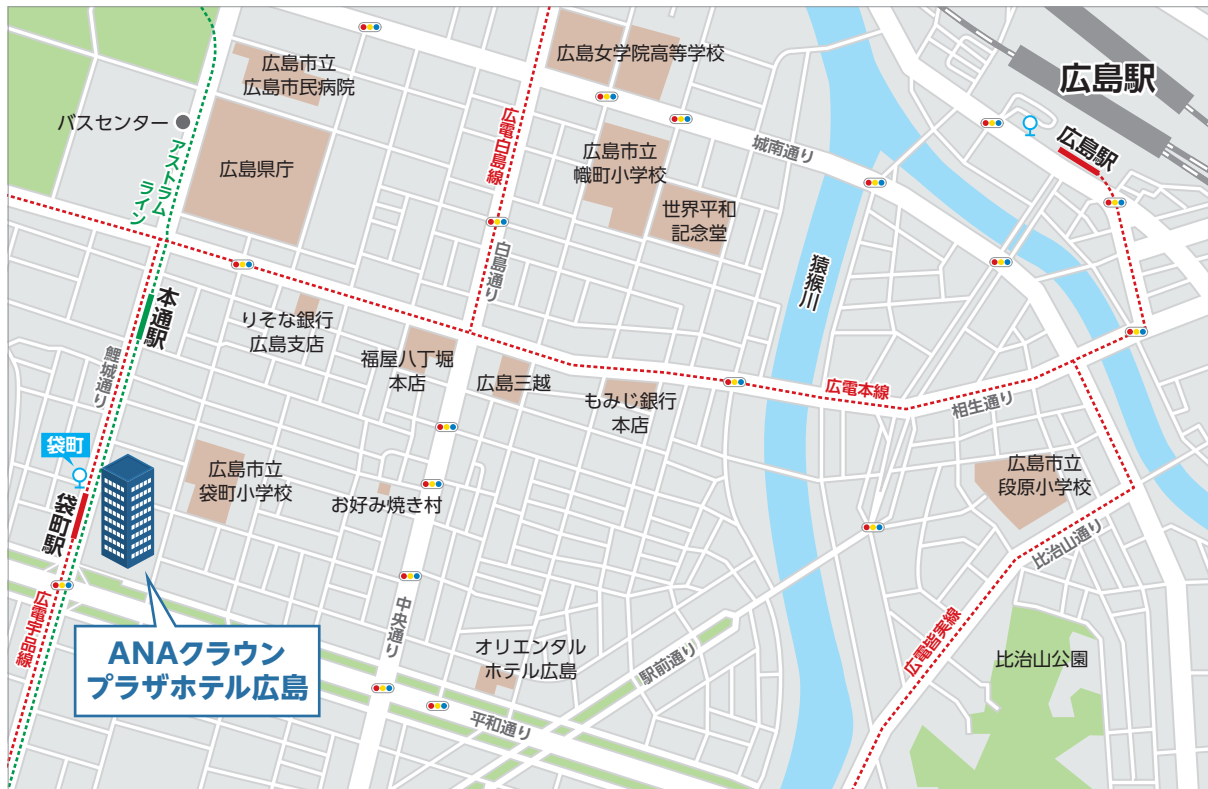 広島市立
広島市民病院
広島女学院高等学校
広島駅
バスセンター
アストラム
ライン
広島県庁
広電白島線
広島市立
幟町小学校
城南通り
広島駅
世界平和
記念堂
白島通り
猿猴川
本通駅
りそな銀行
広島支店
鯉城通り
福屋八丁堀
本店
広島三越
もみじ銀行
本店
広電本線
相生通り
袋町
広島市立
袋町小学校
お好み焼き村
広島市立
段原小学校
袋町駅
比治山通り
広電宇品線
中央通り
ANAクラウン
プラザホテル広島
オリエンタル
ホテル広島
駅前通り
広電皆実線
比治山公園
平和通り